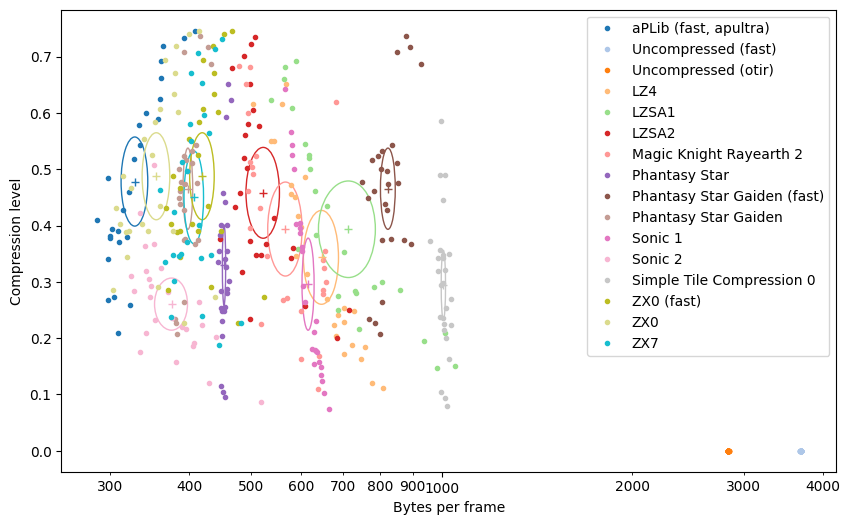 aPLib (fast, apultra)
Uncompressed (fast)
Uncompressed (otir)
LZ4
LZSA1
LZSA2
Magic Knight Rayearth 2
Phantasy Star
Phantasy Star Gaiden (fast)
Phantasy Star Gaiden
Sonic 1
Sonic 2
Simple Tile Compression 0
ZX0 (fast)
ZX0
ZX7
Compression level
0.7
0.6
0.5
0.4
0.3
0.2
0.1
0.0
300 400 500 600 700 800 900 1000 2000 3000 4000
Bytes per frame